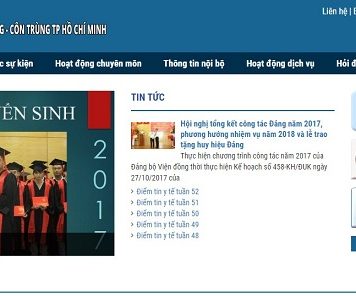 Liên hệ |
G - CÔN TRÙNG TP HỒ CHÍ MINH
c sự kiện Hoạt động chuyên môn Thông tin nội bộ Hoạt động dịch vụ Hỏi đ
YÊN SINH
2017
TIN TỨC
Hội nghị tổng kết công tác Đảng năm 2017,
phương hướng nhiệm vụ năm 2018 và lễ trao
tặng huy hiệu Đảng
Thực hiện chương trình công tác năm 2017 của
Đảng bộ Viện đồng thời thực hiện Kế hoạch số 458-KH/ĐUK ngày
27/10/2017 của
Điểm tin y tế tuần 52
Điểm tin y tế tuần 51
Điểm tin y tế tuần 50
Điểm tin y tế tuần 49
Điểm tin y tế tuần 48